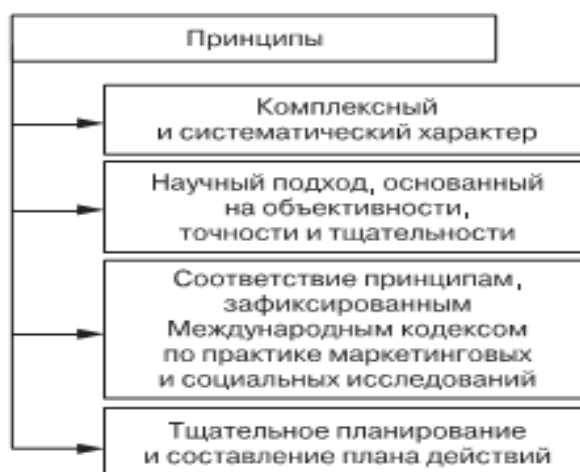 Принципы
Комплексный
и систематический характер
Научный подход, основанный
на объективности,
точности и тщательности
Соответствие принципам,
зафиксированным
Международным кодексом
по практике маркетинговых
и социальных исследований
Тщательное планирование
и составление плана действий